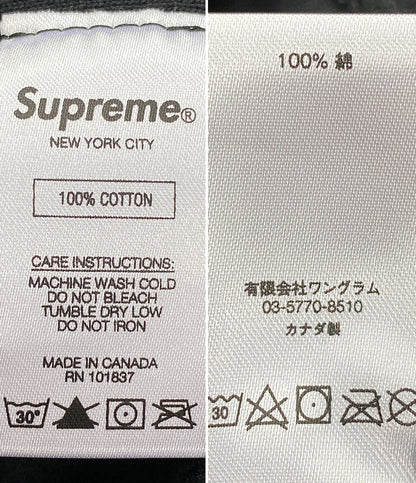 Supreme®
NEW YORK CITY
100% COTTON
CARE INSTRUCTIONS:
MACHINE WASH COLD
DO NOT BLEACH
TUMBLE DRY LOW
DO NOT IRON
MADE IN CANADA
RN 101837
30°
100% 綿
有限会社ワングラム
03-5770-8510
カナダ製
30